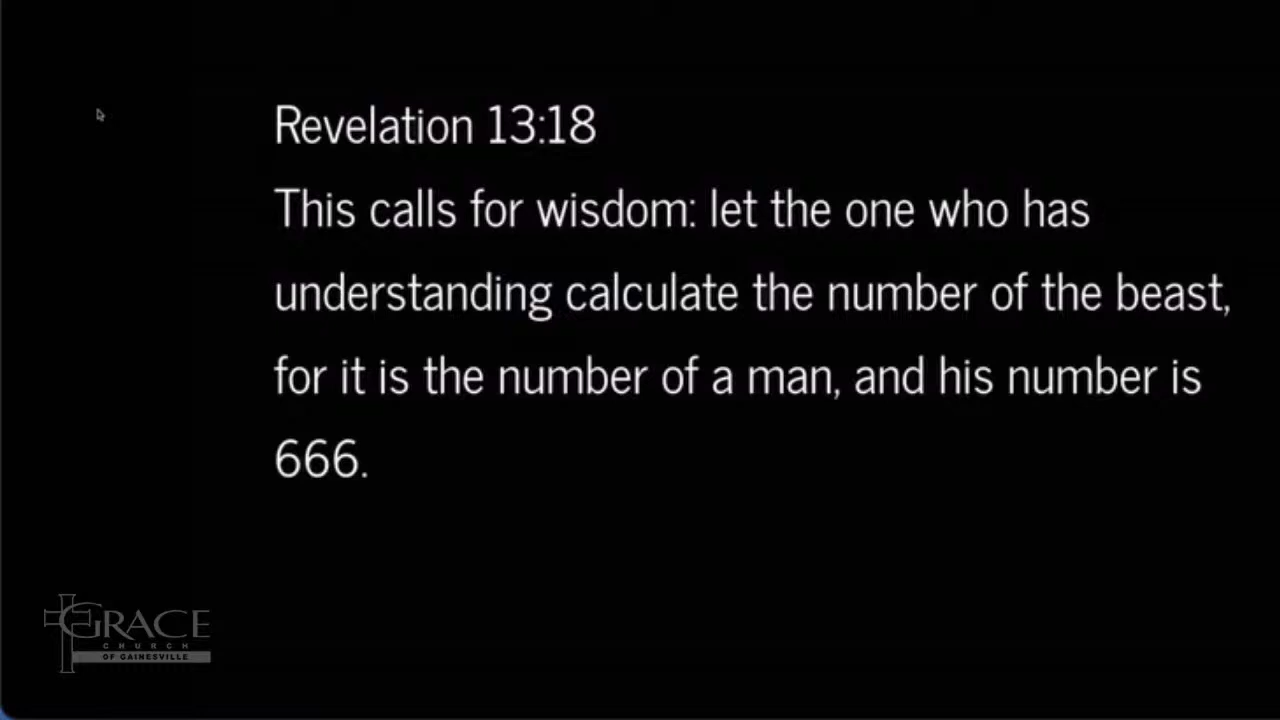 Revelation 13:18
This calls for wisdom: let the one who has
understanding calculate the number of the beast,
for it is the number of a man, and his number is
666.
GRACE
CHURCH
OF GAINESVILLE